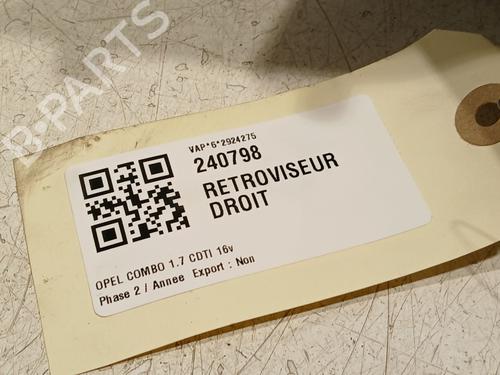 B-PARTS
VAP*6*2924275
240798
RETROVISEUR
DROIT
OPEL COMBO 1.7 CDTI 16v
Phase 2 / Annee Export : Non